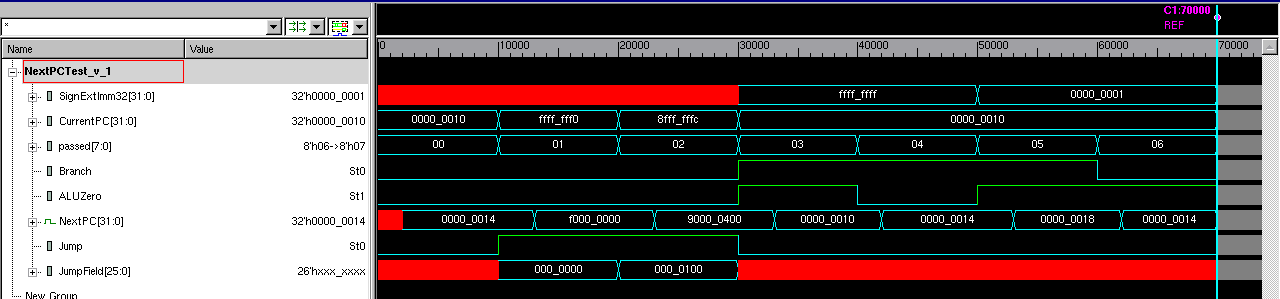 C1:70000
REF
*
Name Value 0 10000 20000 30000 40000 50000 60000 70000
NextPCTest_v_1
SignExtImm32[31:0] 32'h0000_0001 ffff_ffff 0000_0001
CurrentPC[31:0] 32'h0000_0010 0000_0010 ffff_fff0 8fff_fffc 0000_0010
passed[7:0] 8'h06->8'h07 00 01 02 03 04 05 06
Branch St0
ALUZero St1
NextPC[31:0] 32'h0000_0014 0000_0014 f000_0000 9000_0400 0000_0010 0000_0014 0000_0018 0000_0014
Jump St0
JumpField[25:0] 26'hxxx_xxxx 000_0000 000_0100
New Group